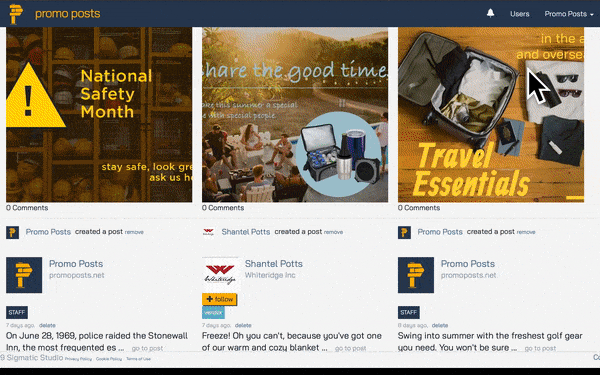 promo posts
Users
Promo Posts
National
Safety
Month
stay safe, look gre
ask us h
hare the good time
ake this summer a special
with special people.
in the a
and oversea
Travel
Essentials
0 Comments
0 Comments
0 Comments
Promo Posts created a post remove
Shantel Potts created a post remove
Promo Posts created a post remove
Promo Posts
promoposts.net
STAFF
7 days ago. delete
On June 28, 1969, police raided the Stonewall
Inn, the most frequented es ... go to post
Whiteridge
Shantel Potts
Whiteridge Inc
+ follow
vendor
7 days ago. delete
Freeze! Oh you can't, because you've got one
of our warm and cozy blanket ... go to post
Promo Posts
promoposts.net
STAFF
8 days ago. delete
Swing into summer with the freshest golf gear
you need. You won't be sure ... go to post
9 Sigmatic Studio Privacy Policy Cookie Policy Terms of Use
Co